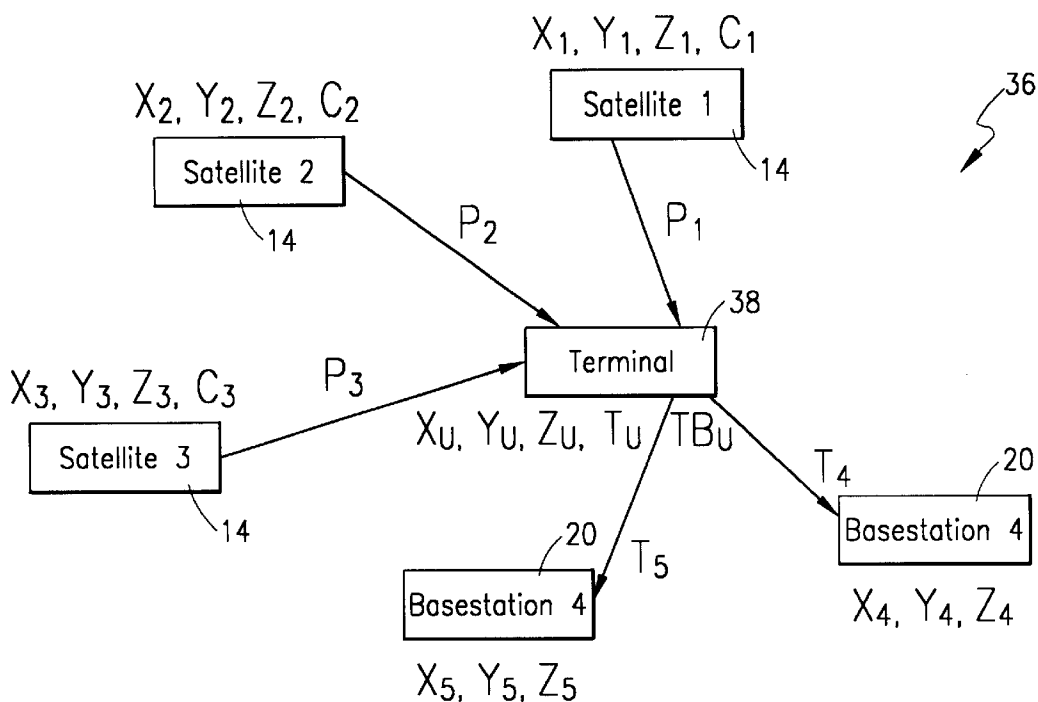 X1, Y1, Z1, C1
Satellite 1
14
36
X2, Y2, Z2, C2
Satellite 2
14
P2
P1
38
Terminal
X3, Y3, Z3, C3
Satellite 3
14
P3
XU, YU, ZU, TU TBU
T4
20
Basestation 4
X4, Y4, Z4
T5
20
Basestation 4
X5, Y5, Z5